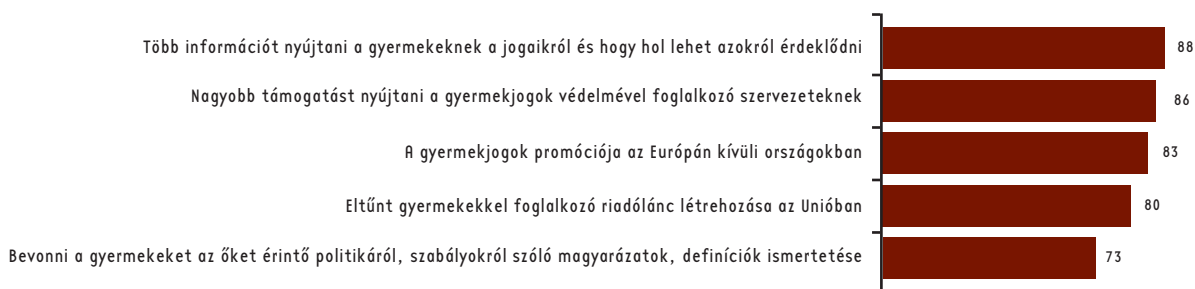 Több információt nyújtani a gyermekeknek a jogaikról és hogy hol lehet azokról érdeklődni 88
Nagyobb támogatást nyújtani a gyermekjogok védelmével foglalkozó szervezeteknek 86
A gyermekjogok promóciója az Európán kívüli országokban 83
Eltűnt gyermekekkel foglalkozó riadólánc létrehozása az Unióban 80
Bevonni a gyermekeket az őket érintő politikáról, szabályokról szóló magyarázatok, definíciók ismertetése 73